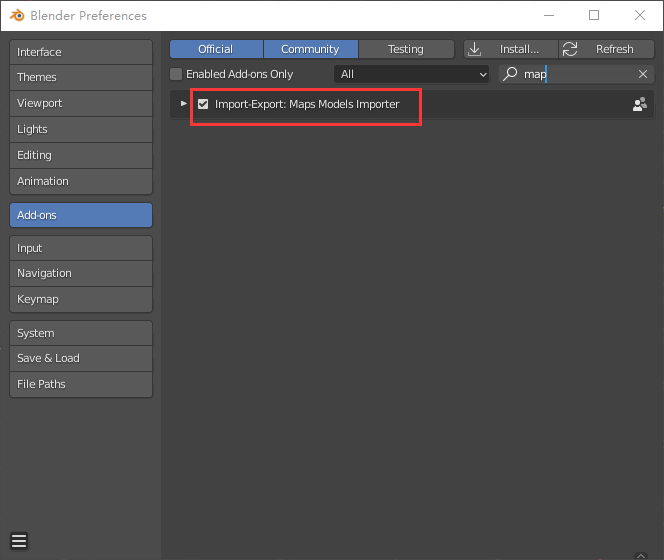 Blender Preferences
Interface
Themes
Viewport
Lights
Editing
Animation
Add-ons
Input
Navigation
Keymap
System
Save & Load
File Paths
Official Community Testing Install... Refresh
Enabled Add-ons Only All map
Import-Export: Maps Models Importer